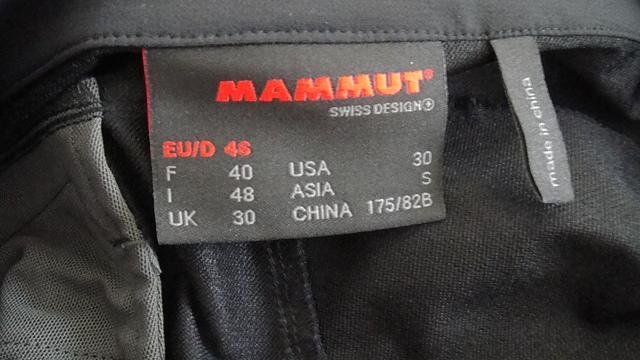 MAMMUT®
SWISS DESIGN
EU/D 46
F 40 USA 30
I 48 ASIA S
UK 30 CHINA 175/82B
made in china